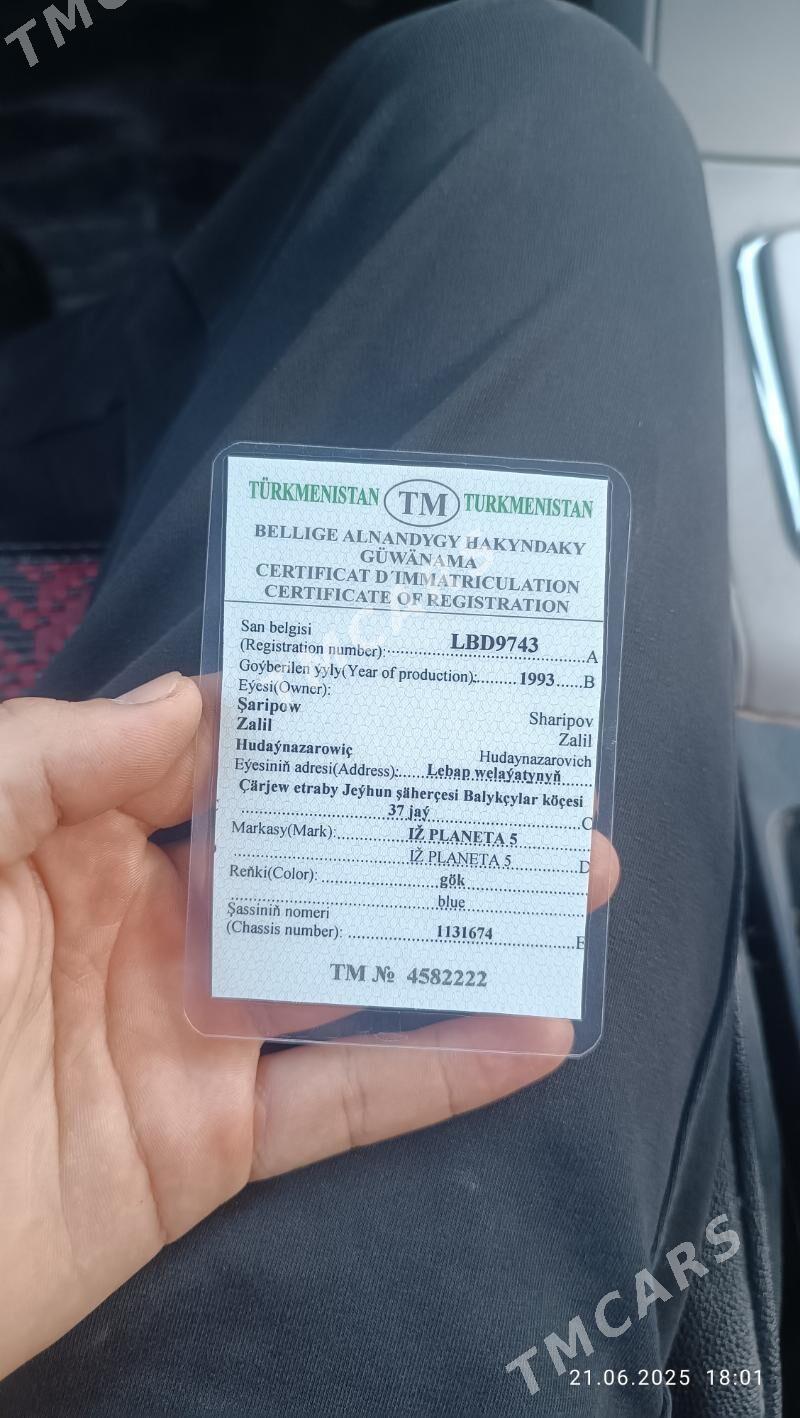 TMCARS
TÜRKMENISTAN TM TURKMENISTAN
BELLIGE ALNANDYGY HAKYNDAKY
GÜWÄNAMA
CERTIFICAT D'IMMATRICULATION
CERTIFICATE OF REGISTRATION
San belgisi
(Registration number):..........LBD9743..........A
Goýberilen ýyly(Year of production):..........1993......B
Eýesi(Owner):
Şaripow Sharipov
Zalil Zalil
Hudaýnazarowiç Hudaynazarovich
Eýesiniň adresi(Address):......Lebap welaýatynyň
Çärjew etraby Jeýhun şäherçesi Balykçylar köçesi
37 jaý C
Markasy(Mark):..........IŽ PLANETA 5
IŽ PLANETA 5 D
Reňki(Color):..........gök
blue
Şassiniň nomeri
(Chassis number):..........1131674..........E
TM № 4582222
TMCARS
TMCARS
21.06.2025 18:01